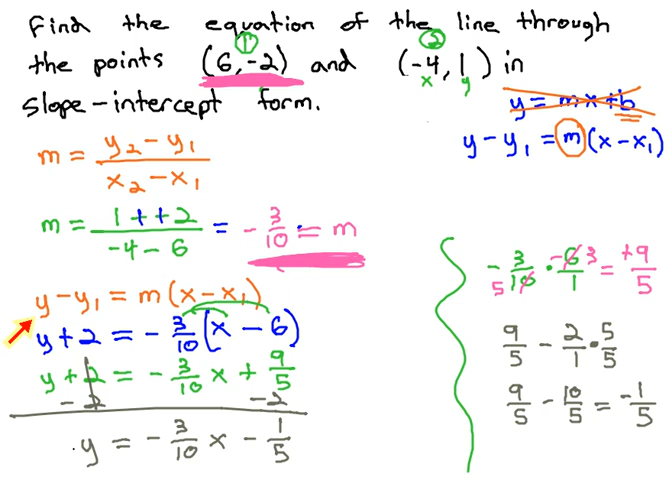 Find the equation of the line through
① ②
the points (6, -2) and (-4, 1) in
x y
slope-intercept form.
y = mx + b
y - y₁ = m(x - x₁)
m = y₂ - y₁ / x₂ - x₁
m = 1 + + 2 / -4 - 6 = - 3/10 = m
y - y₁ = m(x - x₁)
y + 2 = - 3/10 (x - 6)
y + 2 = - 3/10 x + 9/5
- 2 - 2
y = - 3/10 x - 1/5
- 3/10 · -6/1 = +9/5
5 3
9/5 - 2/1 · 5/5
9/5 - 10/5 = -1/5